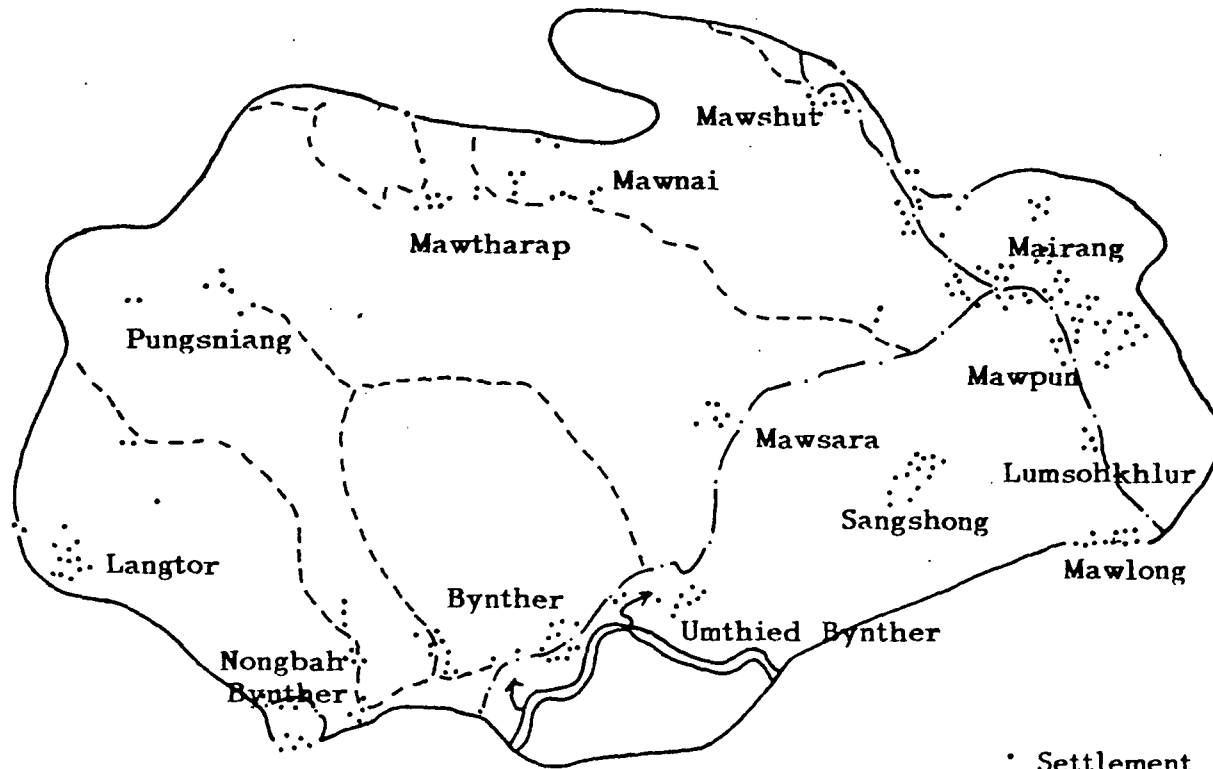 Mawshut
Mawnai
Mawtharap
Mairang
Pungsniang
Mawpun
Mawsara
Lumsohkhlur
Sangshong
Langtor
Mawlong
Bynther
Umthied Bynther
Nongbah
Bynther
Settlement